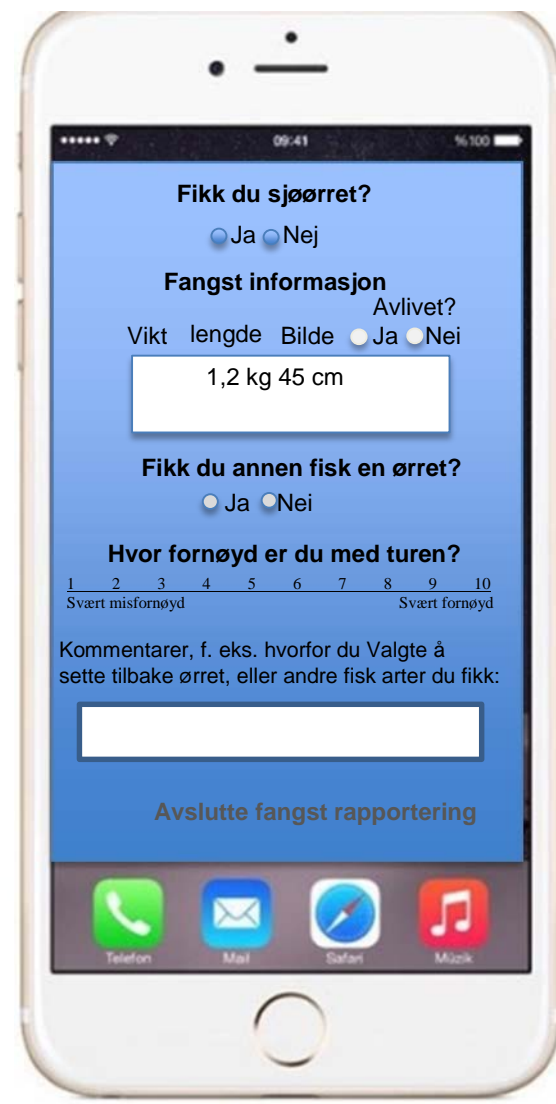 09:41 %100
Fikk du sjøørret?
Ja Nej
Fangst informasjon
Avlivet?
Vikt lengde Bilde Ja Nei
1,2 kg 45 cm
Fikk du annen fisk en ørret?
Ja Nei
Hvor fornøyd er du med turen?
1 2 3 4 5 6 7 8 9 10
Svært misfornøyd Svært fornøyd
Kommentarer, f. eks. hvorfor du Valgte å
sette tilbake ørret, eller andre fisk arter du fikk:
Avslutte fangst rapportering
Telefon Mail Safari Müzik